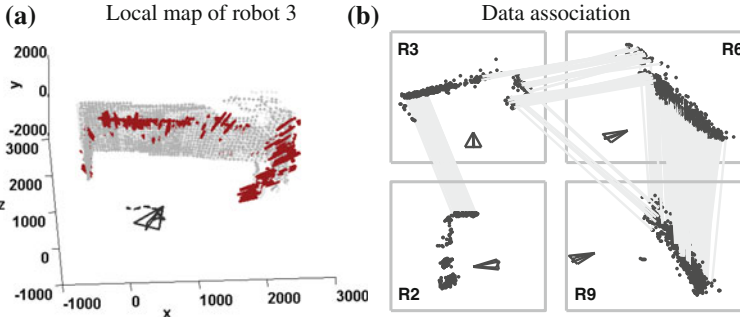 (a) Local map of robot 3
2000
y
0
-2000
3000
2000
z
1000
0
-1000
-1000 0 1000 2000 3000
x
(b) Data association
R3 R6
R2 R9